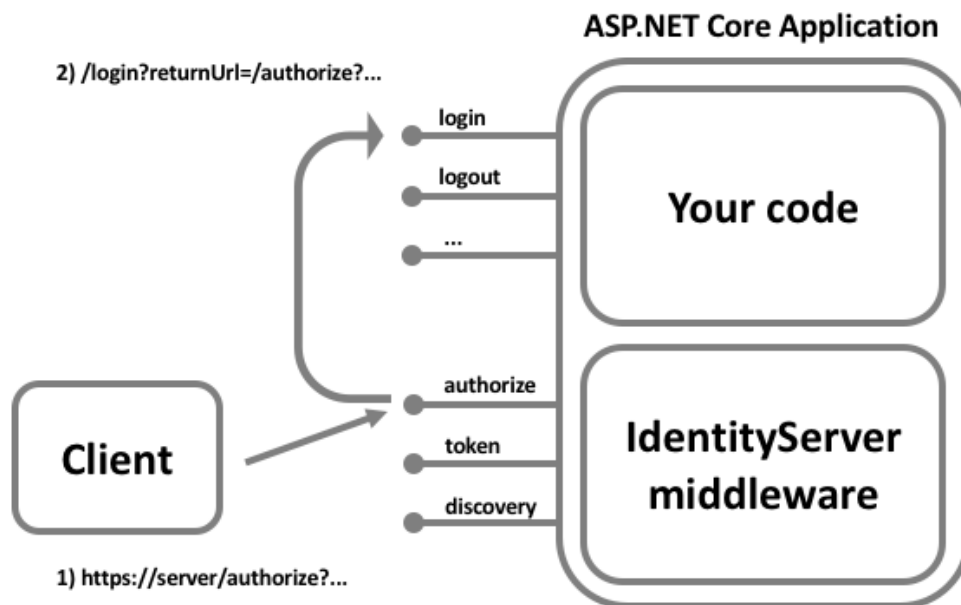 ASP.NET Core Application
2) /login?returnUrl=/authorize?...
login
logout
...
Your code
authorize
token
discovery
IdentityServer
middleware
Client
1) https://server/authorize?...